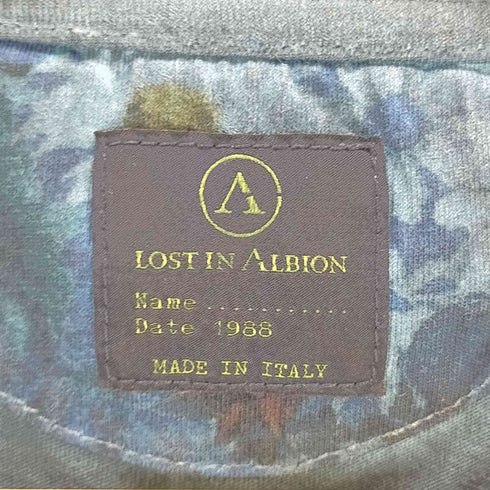 A
LOST IN ALBION
Name ............
Date 1988
MADE IN ITALY